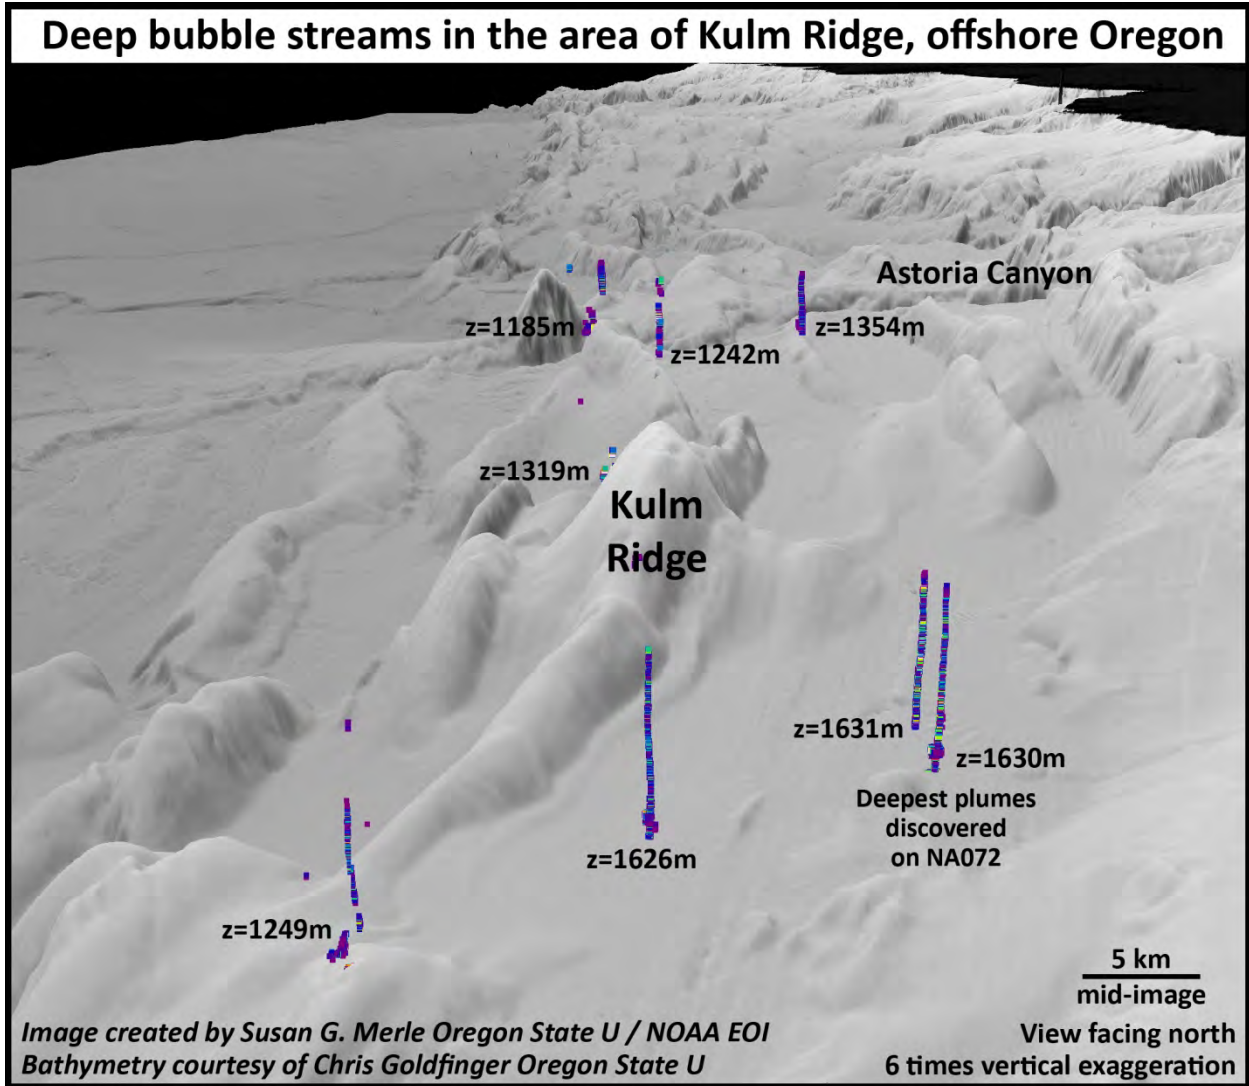 Deep bubble streams in the area of Kulm Ridge, offshore Oregon
Astoria Canyon
z=1185m
z=1354m
z=1242m
z=1319m
Kulm
Ridge
z=1631m
z=1630m
Deepest plumes
discovered
on NA072
z=1626m
z=1249m
5 km
mid-image
Image created by Susan G. Merle Oregon State U / NOAA EOI
Bathymetry courtesy of Chris Goldfinger Oregon State U
View facing north
6 times vertical exaggeration